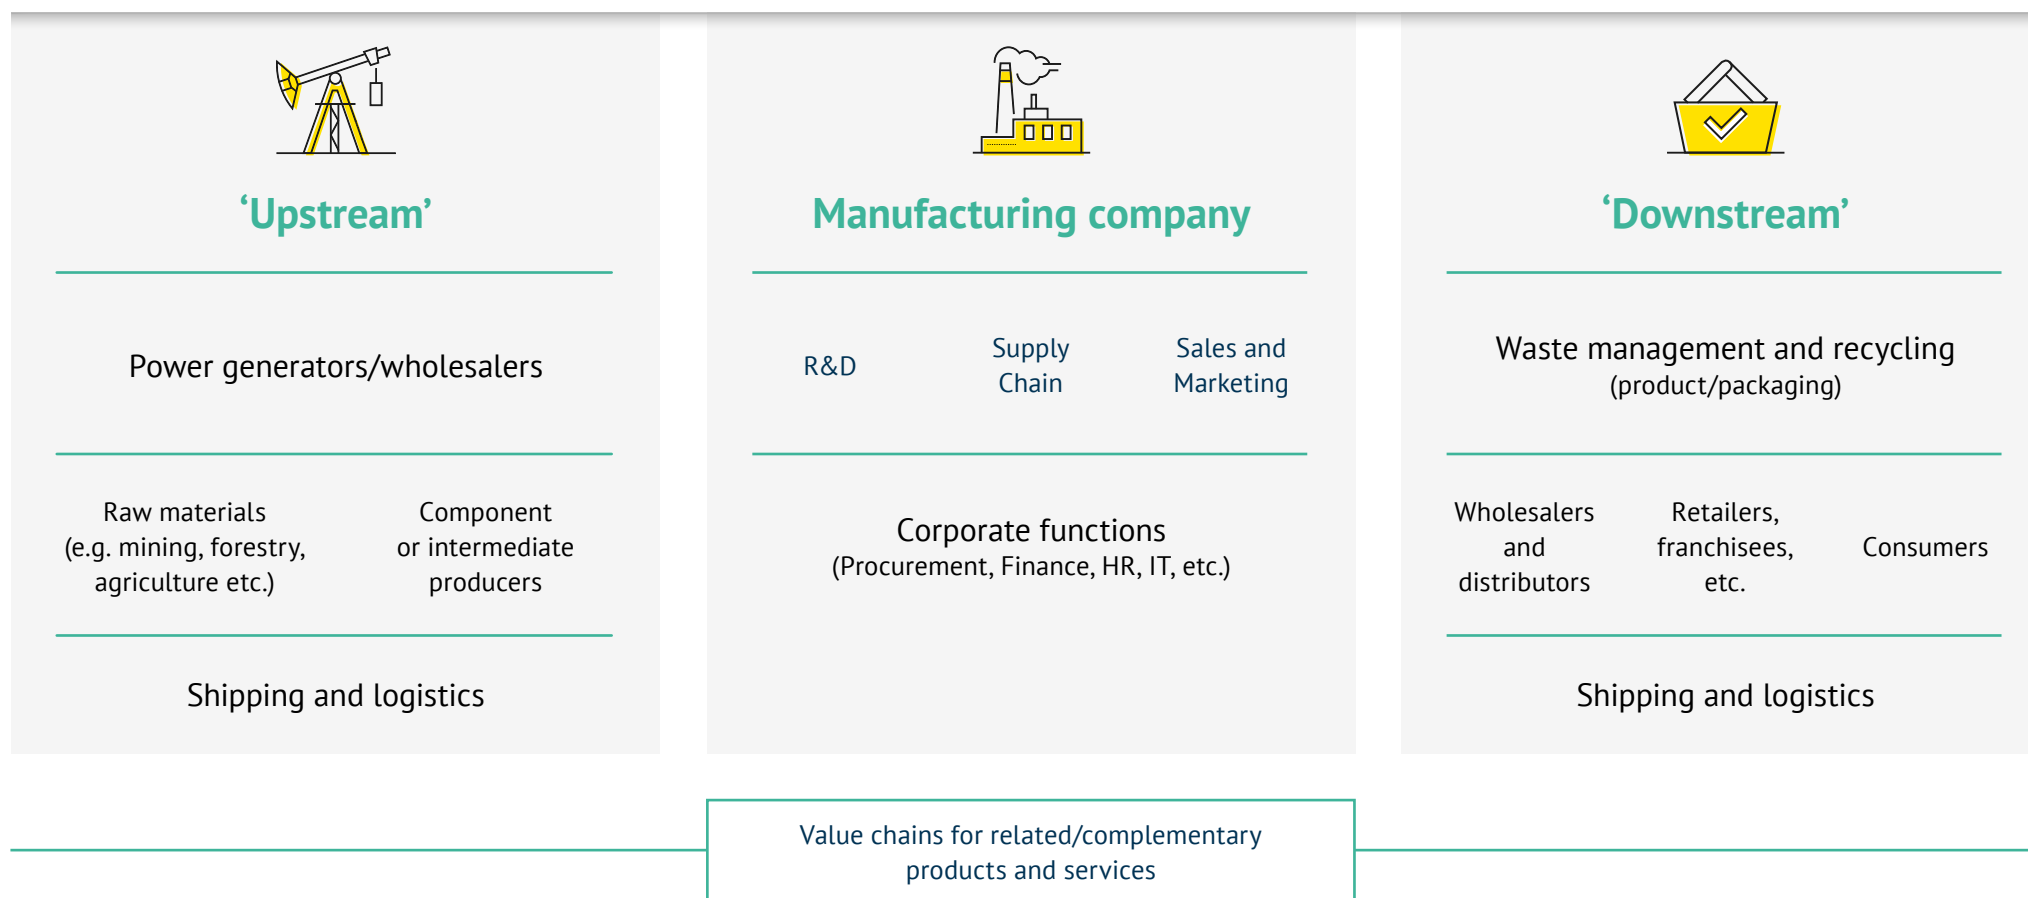 ‘Upstream’
Power generators/wholesalers
Raw materials
(e.g. mining, forestry,
agriculture etc.)
Component
or intermediate
producers
Shipping and logistics
Manufacturing company
R&D
Supply
Chain
Sales and
Marketing
Corporate functions
(Procurement, Finance, HR, IT, etc.)
‘Downstream’
Waste management and recycling
(product/packaging)
Wholesalers
and
distributors
Retailers,
franchisees,
etc.
Consumers
Shipping and logistics
Value chains for related/complementary
products and services